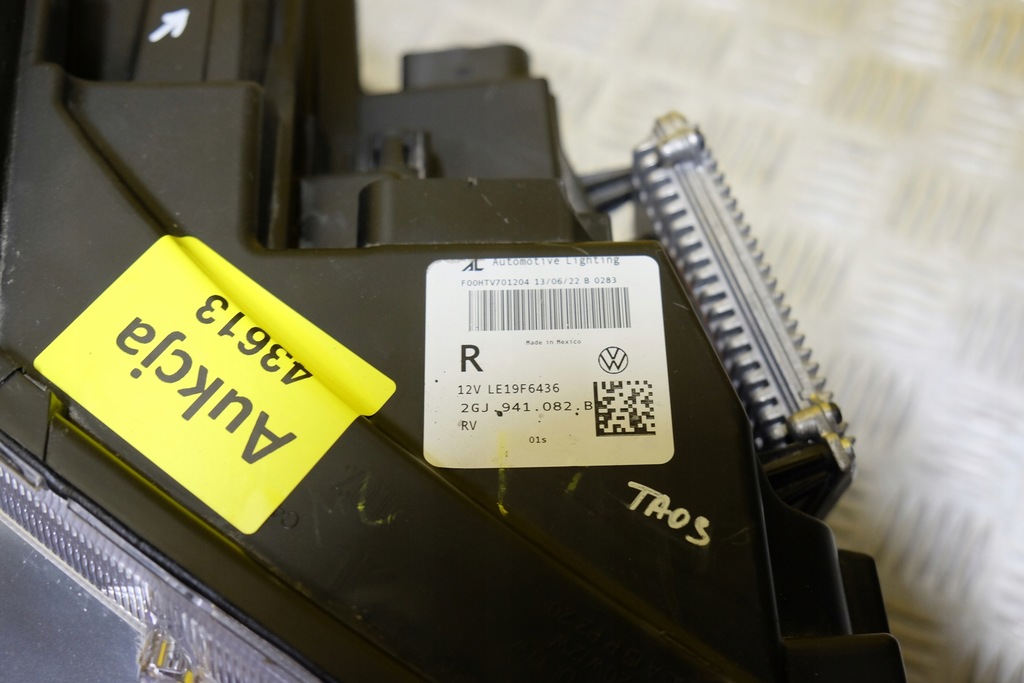 AL Automotive Lighting
F00HTV701204 13/06/22 B 0283
Made in Mexico
R
12V LE19F6436
2GJ.941.082.B
RV
01s
Aukcja
43613
TAOS